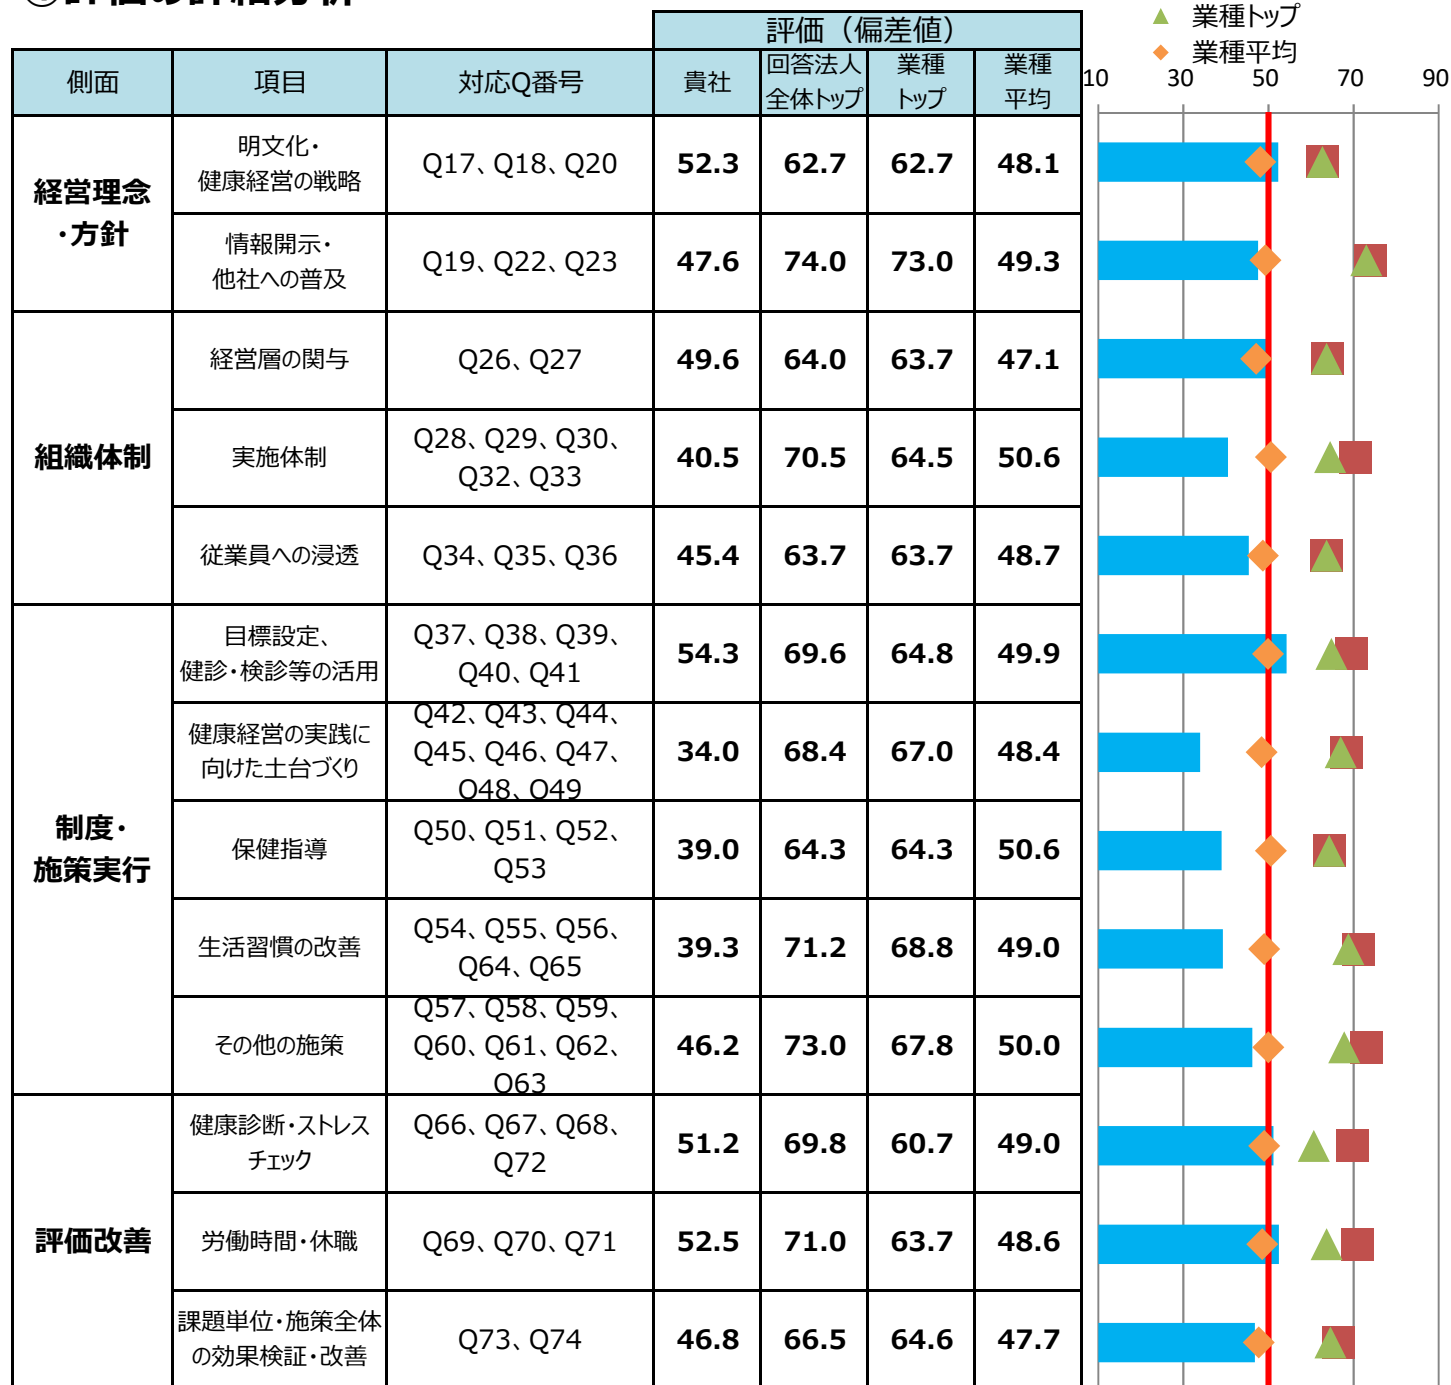 ③評価の詳細分析
評価（偏差値）
側面 項目 対応Q番号 貴社 回答法人 業種 業種
全体トップ トップ 平均
▲ 業種トップ
◆ 業種平均
10 30 50 70 90
経営理念
・方針
明文化・
健康経営の戦略
Q17、Q18、Q20 52.3 62.7 62.7 48.1
情報開示・
他社への普及
Q19、Q22、Q23 47.6 74.0 73.0 49.3
組織体制
経営層の関与 Q26、Q27 49.6 64.0 63.7 47.1
実施体制
Q28、Q29、Q30、
Q32、Q33
40.5 70.5 64.5 50.6
従業員への浸透 Q34、Q35、Q36 45.4 63.7 63.7 48.7
制度・
施策実行
目標設定、
健診・検診等の活用
Q37、Q38、Q39、
Q40、Q41
54.3 69.6 64.8 49.9
健康経営の実践に
向けた土台づくり
Q42、Q43、Q44、
Q45、Q46、Q47、
Q48、Q49
34.0 68.4 67.0 48.4
保健指導
Q50、Q51、Q52、
Q53
39.0 64.3 64.3 50.6
生活習慣の改善
Q54、Q55、Q56、
Q64、Q65
39.3 71.2 68.8 49.0
その他の施策
Q57、Q58、Q59、
Q60、Q61、Q62、
Q63
46.2 73.0 67.8 50.0
評価改善
健康診断・ストレス
チェック
Q66、Q67、Q68、
Q72
51.2 69.8 60.7 49.0
労働時間・休職 Q69、Q70、Q71 52.5 71.0 63.7 48.6
課題単位・施策全体
の効果検証・改善
Q73、Q74 46.8 66.5 64.6 47.7